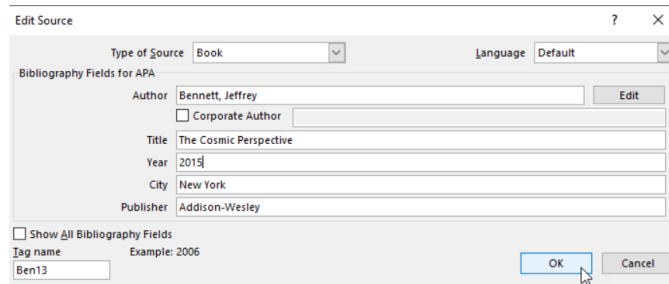 Edit Source ? X
Type of Source Book Language Default
Bibliography Fields for APA
Author Bennett, Jeffrey Edit
Corporate Author
Title The Cosmic Perspective
Year 2015
City New York
Publisher Addison-Wesley
Show All Bibliography Fields
Tag name Example: 2006
Ben13 OK Cancel